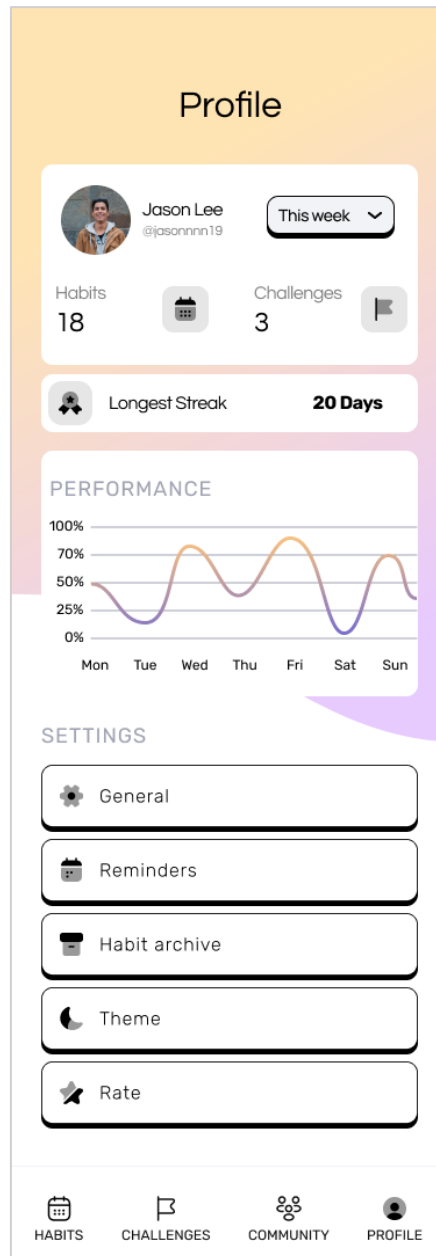 Profile
Jason Lee
@jasonnnn19
This week
Habits
18
Challenges
3
Longest Streak
20 Days
PERFORMANCE
100%
70%
50%
25%
0%
Mon Tue Wed Thu Fri Sat Sun
SETTINGS
General
Reminders
Habit archive
Theme
Rate
HABITS CHALLENGES COMMUNITY PROFILE